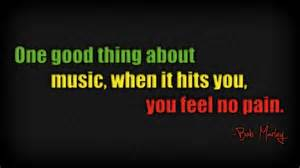 One good thing about
music, when it hits you,
you feel no pain.
-Bob Marley